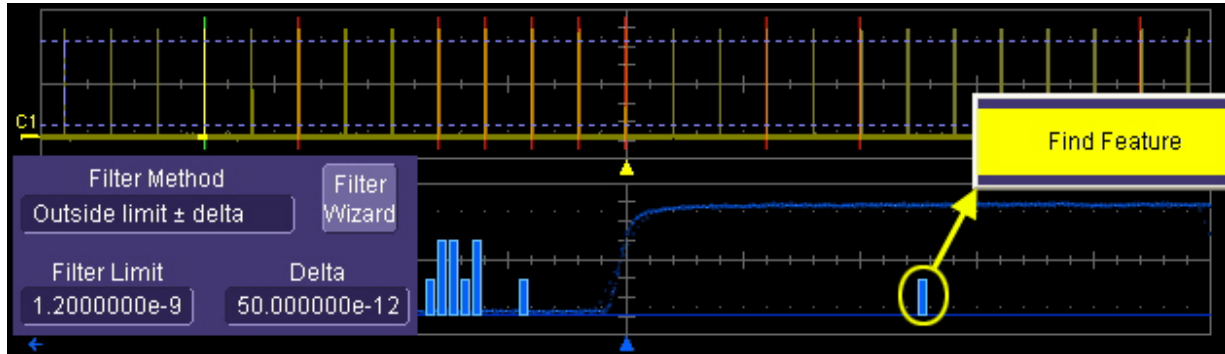 C1
Find Feature
Filter Method
Filter
Wizard
Outside limit ± delta
Filter Limit
Delta
1.2000000e-9
50.000000e-12